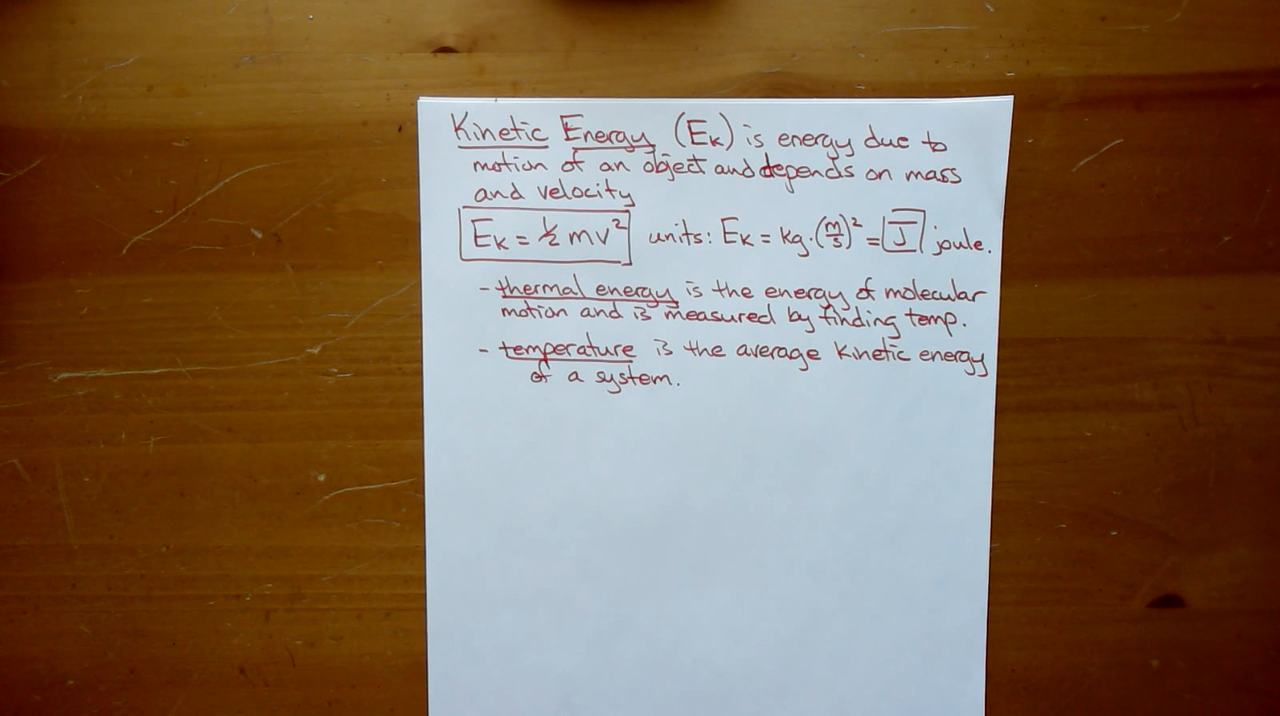 Kinetic Energy (Ek) is energy due to
motion of an object and depends on mass
and velocity
Ek = ½ mv² units: Ek = kg·(m/s)² = J joule.
- thermal energy is the energy of molecular
motion and is measured by finding temp.
- temperature is the average kinetic energy
of a system.